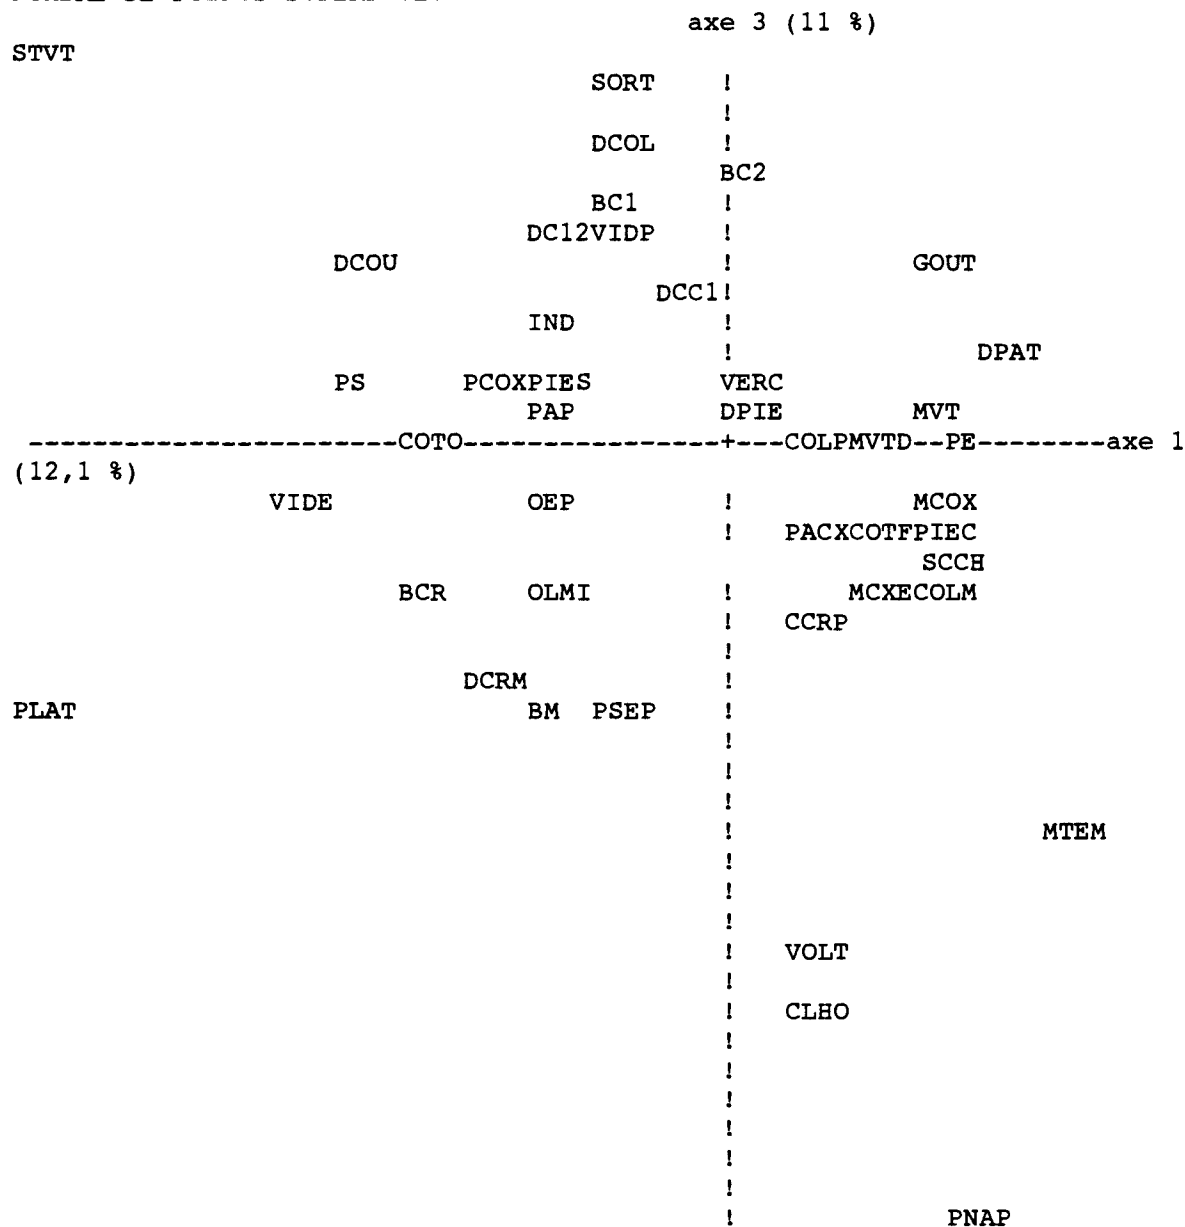 axe 3 (11 %)
STVT
SORT !
!
DCOL !
BC2
BC1 !
DC12VIDP !
DCOU ! GOUT
DCC1!
IND !
! DPAT
PS PCOXPIES VERC
PAP DPIE MVT
-----------------------COTO----------------+---COLPMVTD--PE--------axe 1
(12,1 %)
VIDE OEP ! MCOX
! PACXCOTFPIEC
SCCH
BCR OLMI ! MCXECOLM
! CCRP
!
DCRM !
PLAT BM PSEP !
!
!
!
! MTEM
!
!
!
! VOLT
!
! CLHO
!
!
!
!
!
!
! PNAP